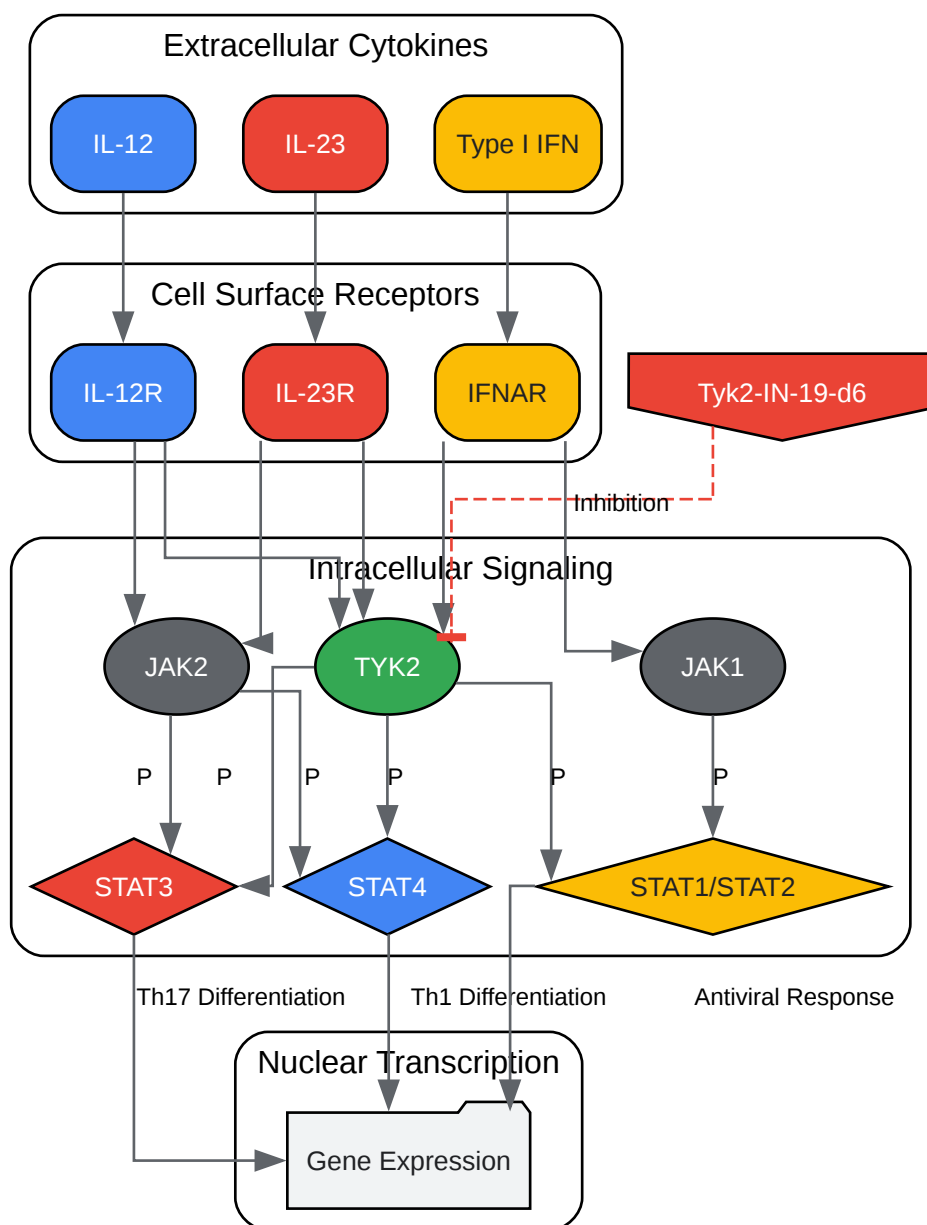 Extracellular Cytokines
IL-12
IL-23
Type I IFN
Cell Surface Receptors
IL-12R
IL-23R
IFNAR
Tyk2-IN-19-d6
Inhibition
Intracellular Signaling
JAK2
TYK2
JAK1
P
P
P
P
P
P
STAT3
STAT4
STAT1/STAT2
Th17 Differentiation
Th1 Differentiation
Antiviral Response
Nuclear Transcription
Gene Expression